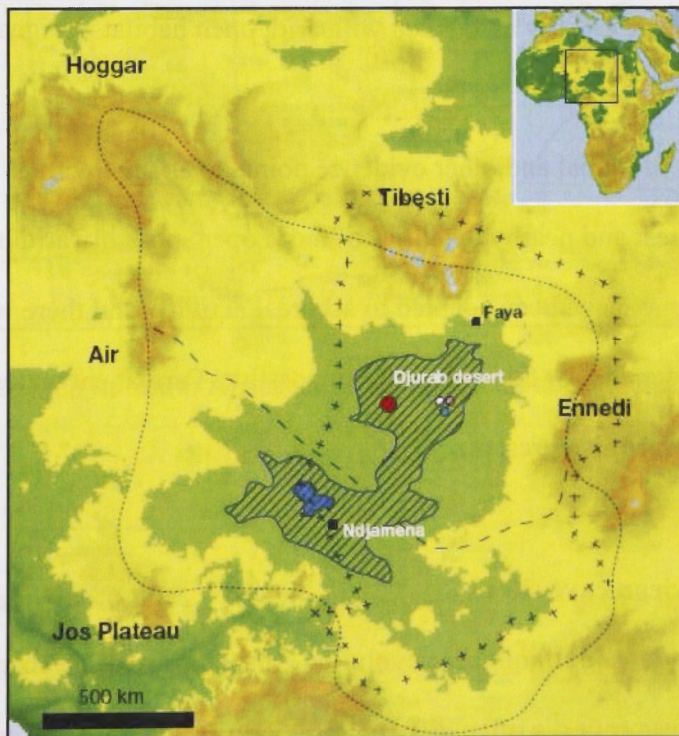 Hoggar
Tibesti
Faya
Air
Djurab desert
Ennedi
Ndjamena
Jos Plateau
500 km